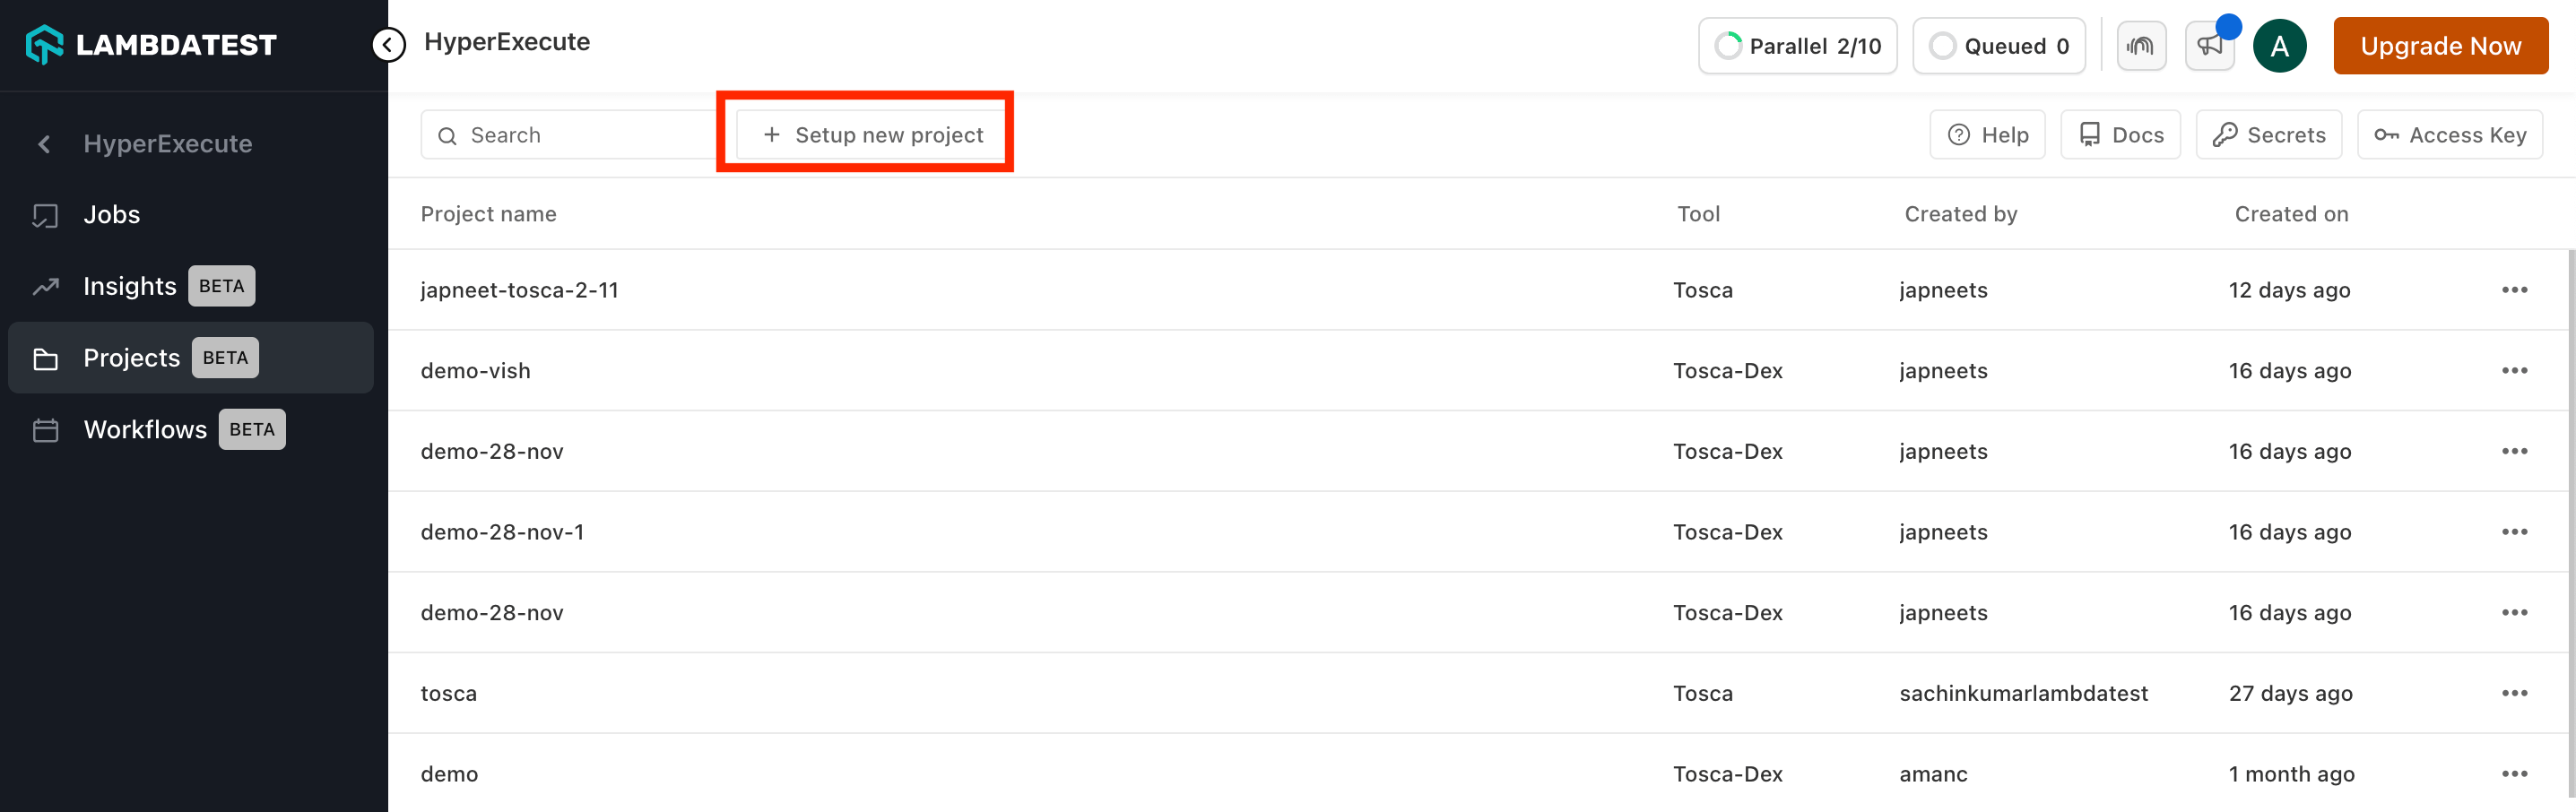 LAMBDATEST
HyperExecute
Parallel 2/10
Queued 0
A
Upgrade Now
HyperExecute
Jobs
Insights BETA
Projects BETA
Workflows BETA
Search
+ Setup new project
Help
Docs
Secrets
Access Key
Project name Tool Created by Created on
japneet-tosca-2-11 Tosca japneets 12 days ago
demo-vish Tosca-Dex japneets 16 days ago
demo-28-nov Tosca-Dex japneets 16 days ago
demo-28-nov-1 Tosca-Dex japneets 16 days ago
demo-28-nov Tosca-Dex japneets 16 days ago
tosca Tosca sachinkumarlambdatest 27 days ago
demo Tosca-Dex amanc 1 month ago